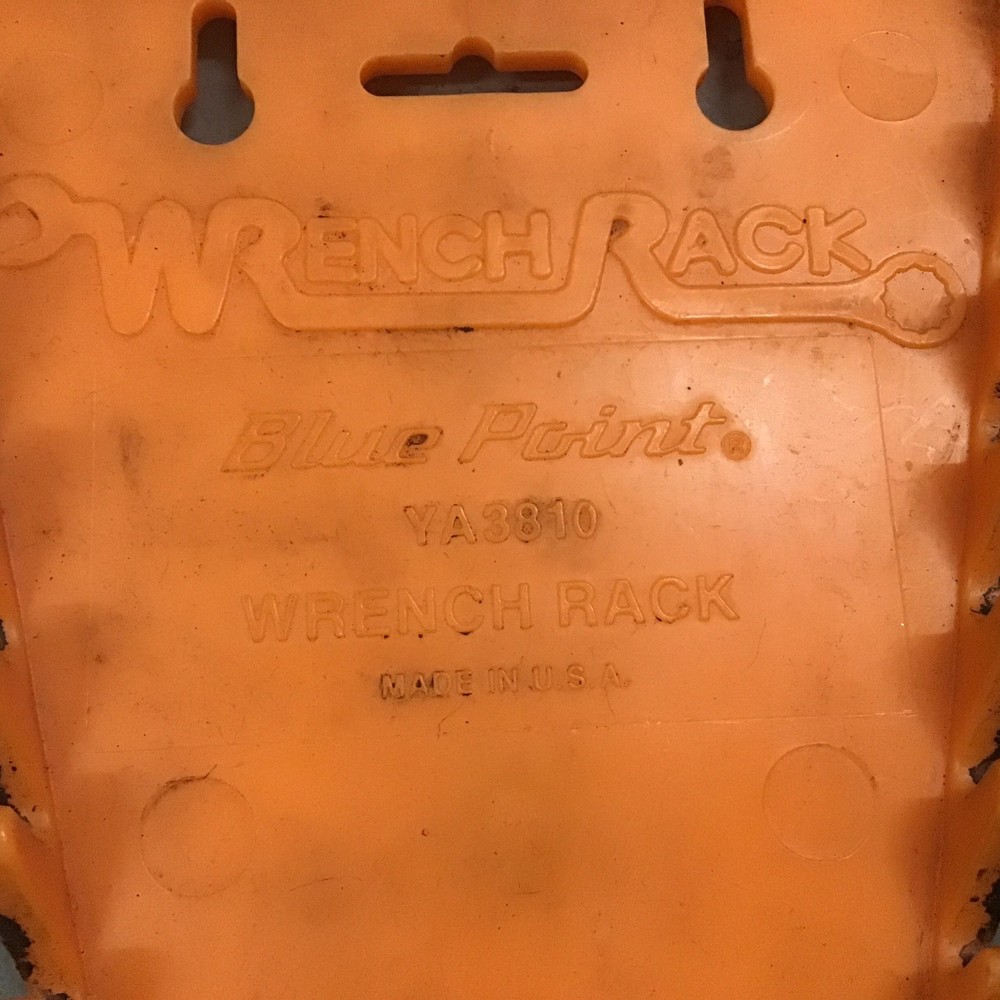 WRENCH RACK
Blue Point®
YA3810
WRENCH RACK
MADE IN U.S.A.